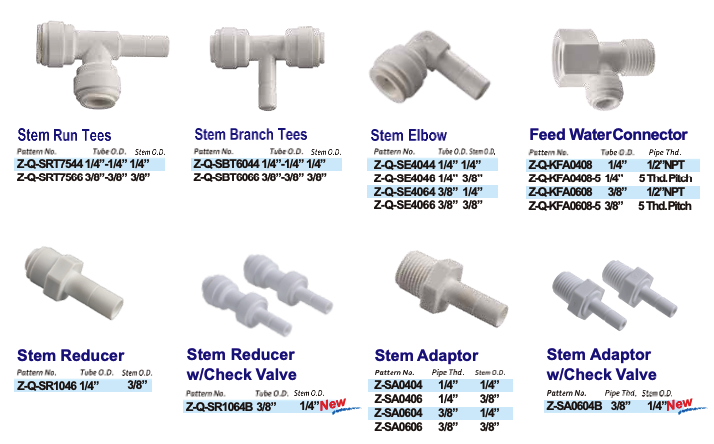 Stem Run Tees
Pattern No. Tube O.D. Stem O.D.
Z-Q-SRT7544 1/4”-1/4” 1/4”
Z-Q-SRT7566 3/8”-3/8” 3/8”
Stem Branch Tees
Pattern No. Tube O.D. Stem O.D.
Z-Q-SBT6044 1/4”-1/4” 1/4”
Z-Q-SBT6066 3/8”-3/8” 3/8”
Stem Elbow
Pattern No. Tube O.D. Stem O.D.
Z-Q-SE4044 1/4” 1/4”
Z-Q-SE4046 1/4” 3/8”
Z-Q-SE4064 3/8” 1/4”
Z-Q-SE4066 3/8” 3/8”
Feed WaterConnector
Pattern No. Tube O.D. Pipe Thd.
Z-Q-KFA0408 1/4” 1/2”NPT
Z-Q-KFA0408-5 1/4” 5 Thd.Pitch
Z-Q-KFA0608 3/8” 1/2”NPT
Z-Q-KFA0608-5 3/8” 5 Thd.Pitch
Stem Reducer
Pattern No. Tube O.D. Stem O.D.
Z-Q-SR1046 1/4” 3/8”
Stem Reducer
w/Check Valve
Pattern No. Tube O.D. Stem O.D.
Z-Q-SR1064B 3/8” 1/4” New
Stem Adaptor
Pattern No. Pipe Thd. Stem O.D.
Z-SA0404 1/4” 1/4”
Z-SA0406 1/4” 3/8”
Z-SA0604 3/8” 1/4”
Z-SA0606 3/8” 3/8”
Stem Adaptor
w/Check Valve
Pattern No. Pipe Thd. Stem O.D.
Z-SA0604B 3/8” 1/4” New